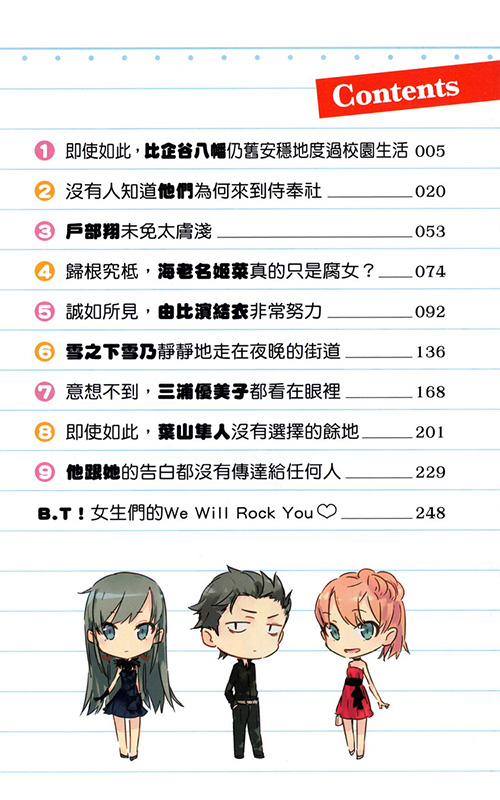 Contents
1 即使如此，比企谷八幡仍舊安穩地度過校園生活 005
2 沒有人知道他們為何來到侍奉社 020
3 戶部翔未免太膚淺 053
4 歸根究柢，海老名姬菜真的只是腐女？ 074
5 誠如所見，由比濱結衣非常努力 092
6 雪之下雪乃靜靜地走在夜晚的街道 136
7 意想不到，三浦優美子都看在眼裡 168
8 即使如此，葉山隼人沒有選擇的餘地 201
9 他跟她的告白都沒有傳達給任何人 229
B.T！女生們的We Will Rock You♡ 248